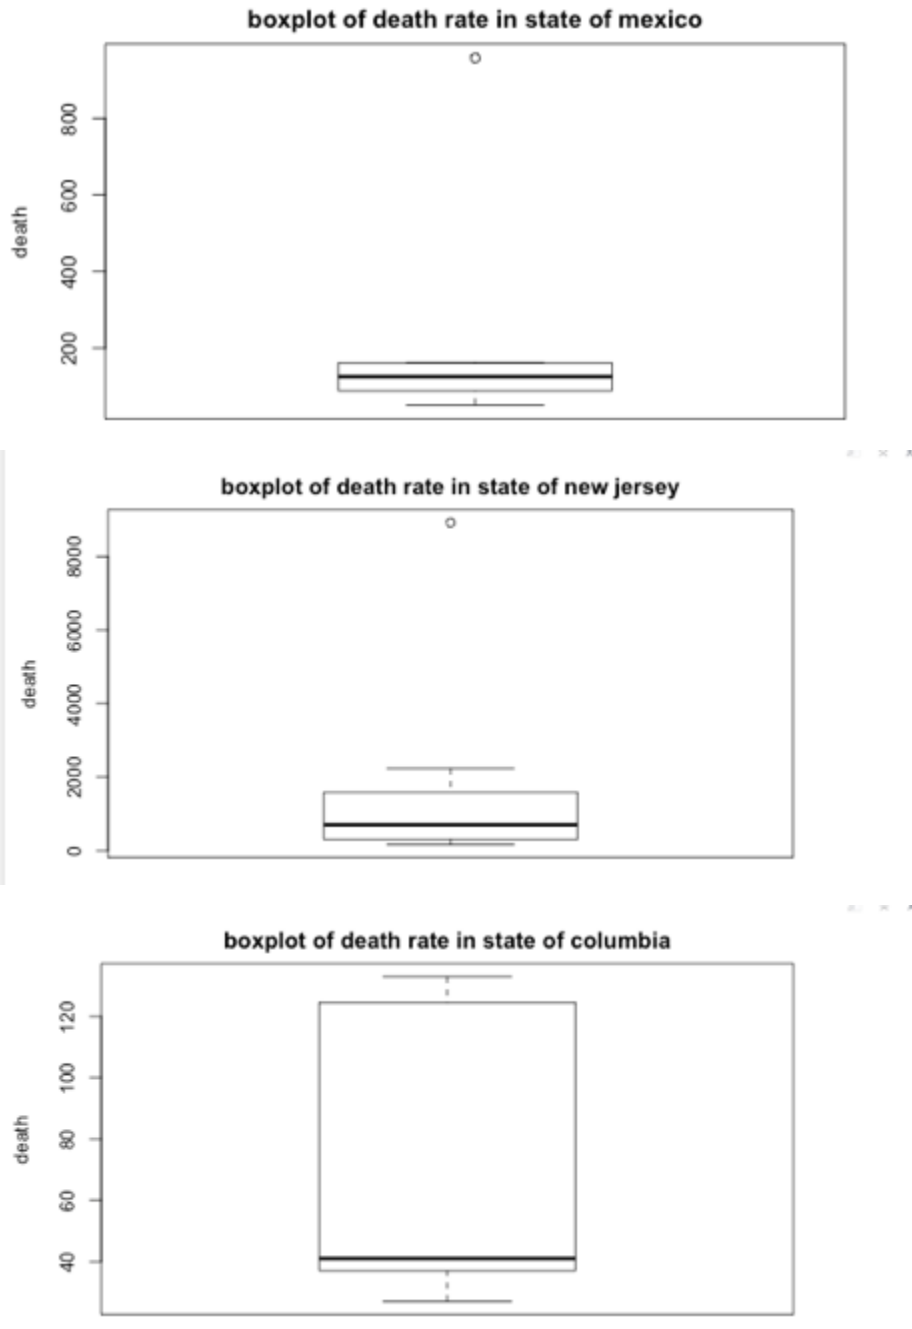 boxplot of death rate in state of mexico
800
600
400
200
death
boxplot of death rate in state of new jersey
8000
6000
4000
2000
0
death
boxplot of death rate in state of columbia
120
100
80
60
40
death